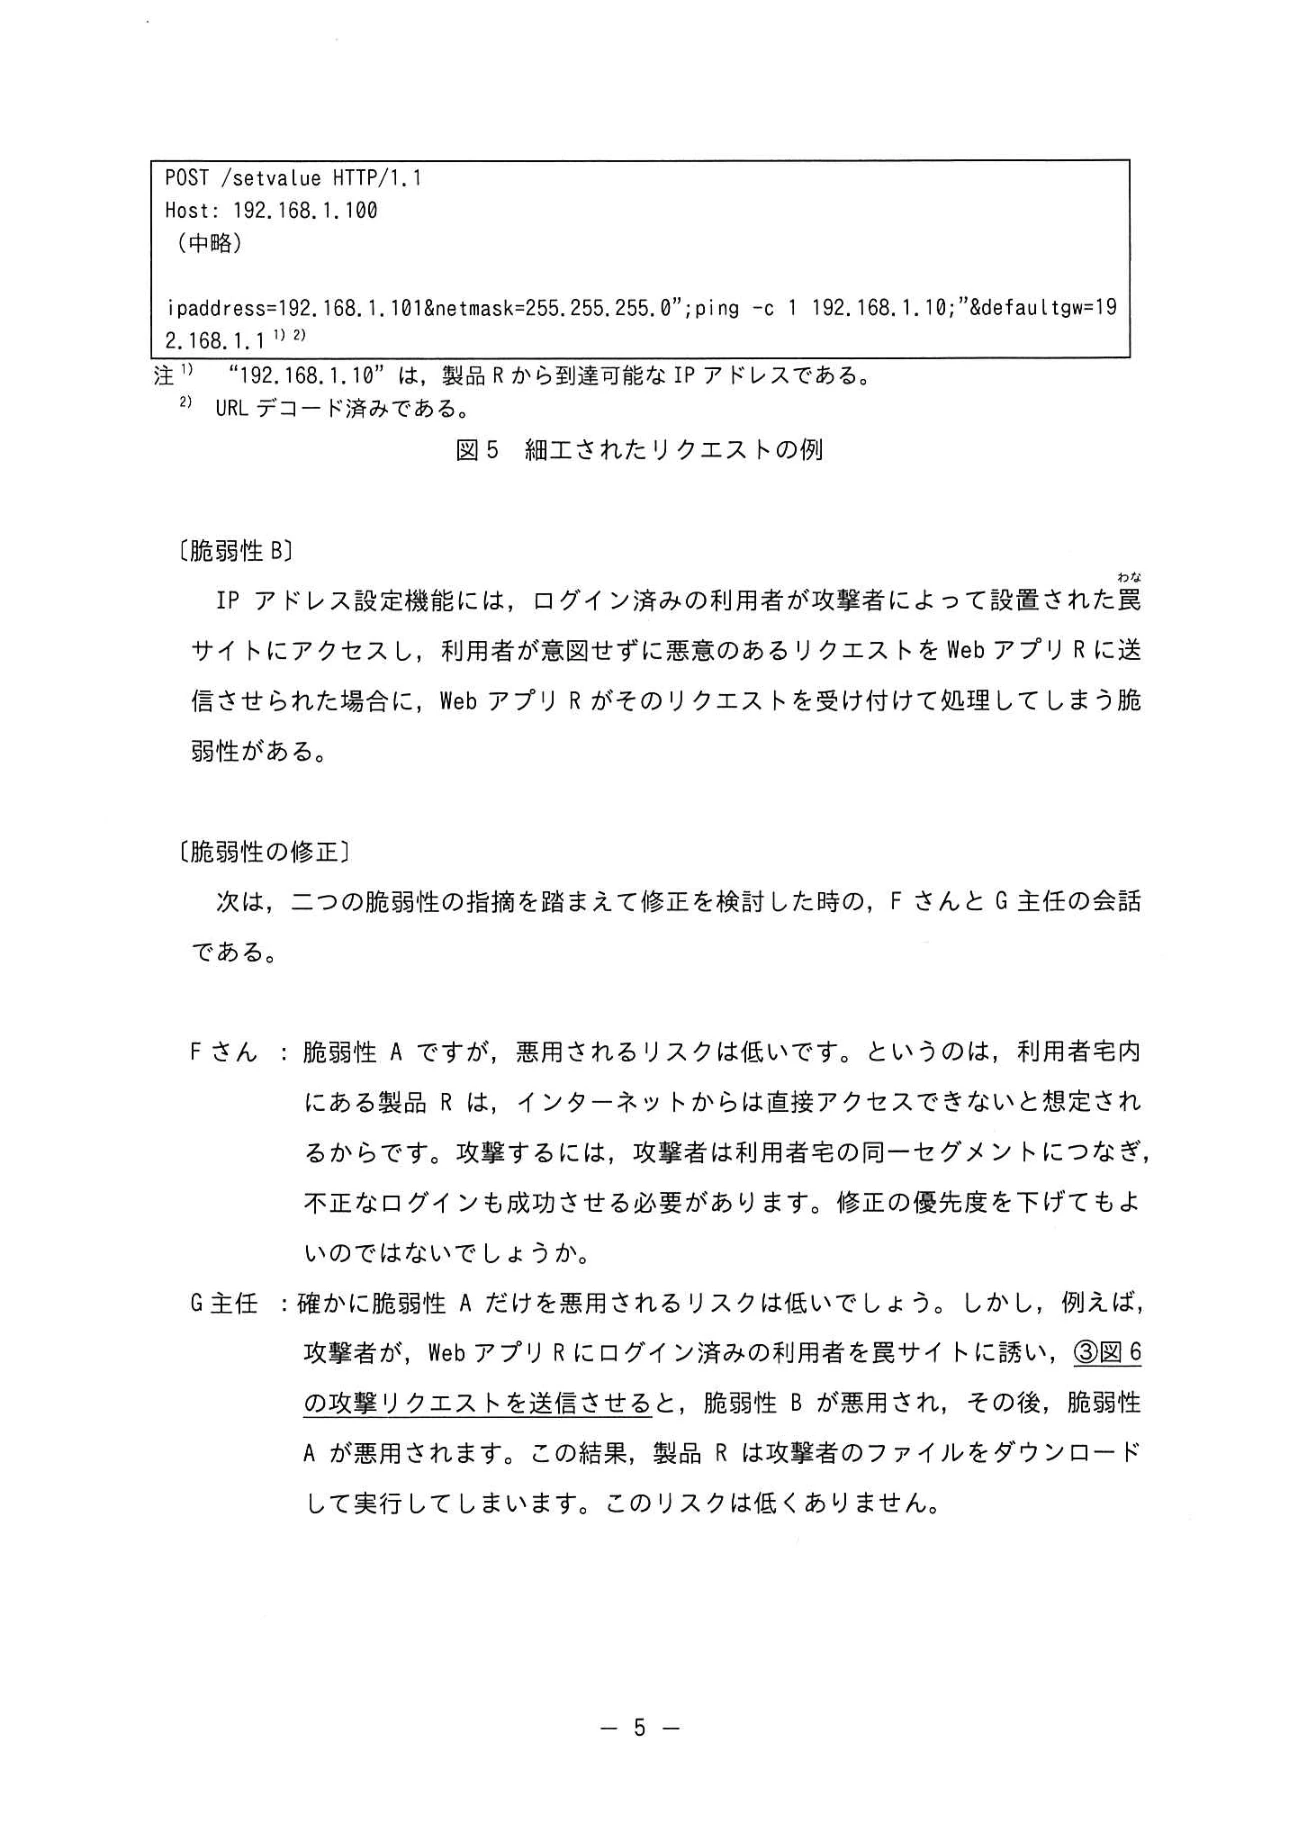 POST /setvalue HTTP/1.1
Host: 192.168.1.100
（中略）
ipaddress=192.168.1.101&netmask=255.255.255.0”;ping -c 1 192.168.1.10;”&defaultgw=19
2.168.1.1 1) 2)
注 1) “192.168.1.10” は，製品 R から到達可能な IP アドレスである。
2) URL デコード済みである。
図 5 細工されたリクエストの例
〔脆弱性 B〕
わな
IP アドレス設定機能には，ログイン済みの利用者が攻撃者によって設置された罠
サイトにアクセスし，利用者が意図せずに悪意のあるリクエストを Web アプリ R に送
信させられた場合に，Web アプリ R がそのリクエストを受け付けて処理してしまう脆
弱性がある。
〔脆弱性の修正〕
次は，二つの脆弱性の指摘を踏まえて修正を検討した時の，F さんと G 主任の会話
である。
F さん ：脆弱性 A ですが，悪用されるリスクは低いです。というのは，利用者宅内
にある製品 R は，インターネットからは直接アクセスできないと想定され
るからです。攻撃するには，攻撃者は利用者宅の同一セグメントにつなぎ，
不正なログインも成功させる必要があります。修正の優先度を下げてもよ
いのではないでしょうか。
G 主任 ：確かに脆弱性 A だけを悪用されるリスクは低いでしょう。しかし，例えば，
攻撃者が，Web アプリ R にログイン済みの利用者を罠サイトに誘い，③図 6
の攻撃リクエストを送信させると，脆弱性 B が悪用され，その後，脆弱性
A が悪用されます。この結果，製品 R は攻撃者のファイルをダウンロード
して実行してしまいます。このリスクは低くありません。
－ 5 －